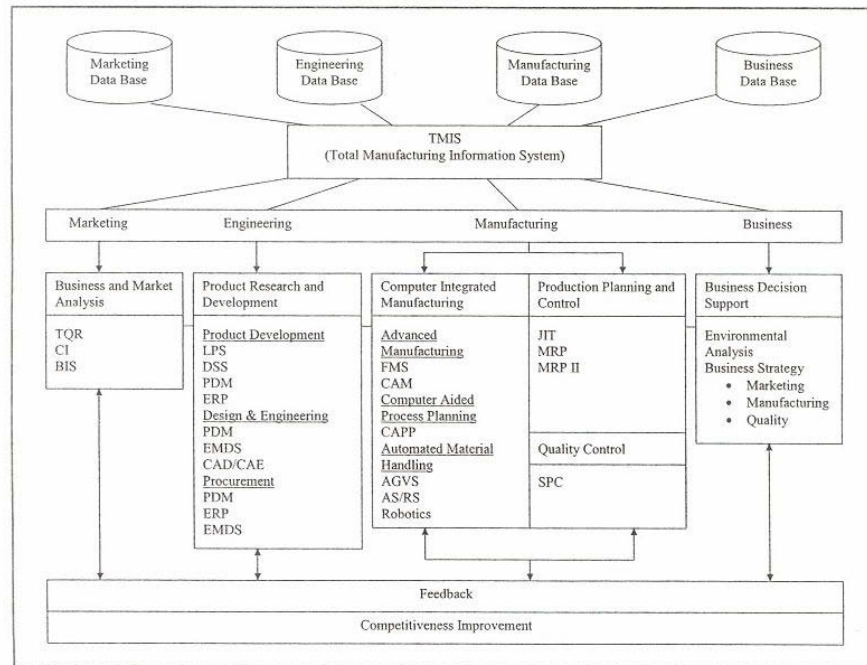 Marketing
Data Base
Engineering
Data Base
Manufacturing
Data Base
Business
Data Base
TMIS
(Total Manufacturing Information System)
Marketing
Engineering
Manufacturing
Business
Business and Market
Analysis
TQR
CI
BIS
Product Research and
Development
Product Development
LPS
DSS
PDM
ERP
Design & Engineering
PDM
EMDS
CAD/CAE
Procurement
PDM
ERP
EMDS
Computer Integrated
Manufacturing
Advanced
Manufacturing
FMS
CAM
Computer Aided
Process Planning
CAPP
Automated Material
Handling
AGVS
AS/RS
Robotics
Production Planning and
Control
JIT
MRP
MRP II
Quality Control
SPC
Business Decision
Support
Environmental
Analysis
Business Strategy
• Marketing
• Manufacturing
• Quality
Feedback
Competitiveness Improvement